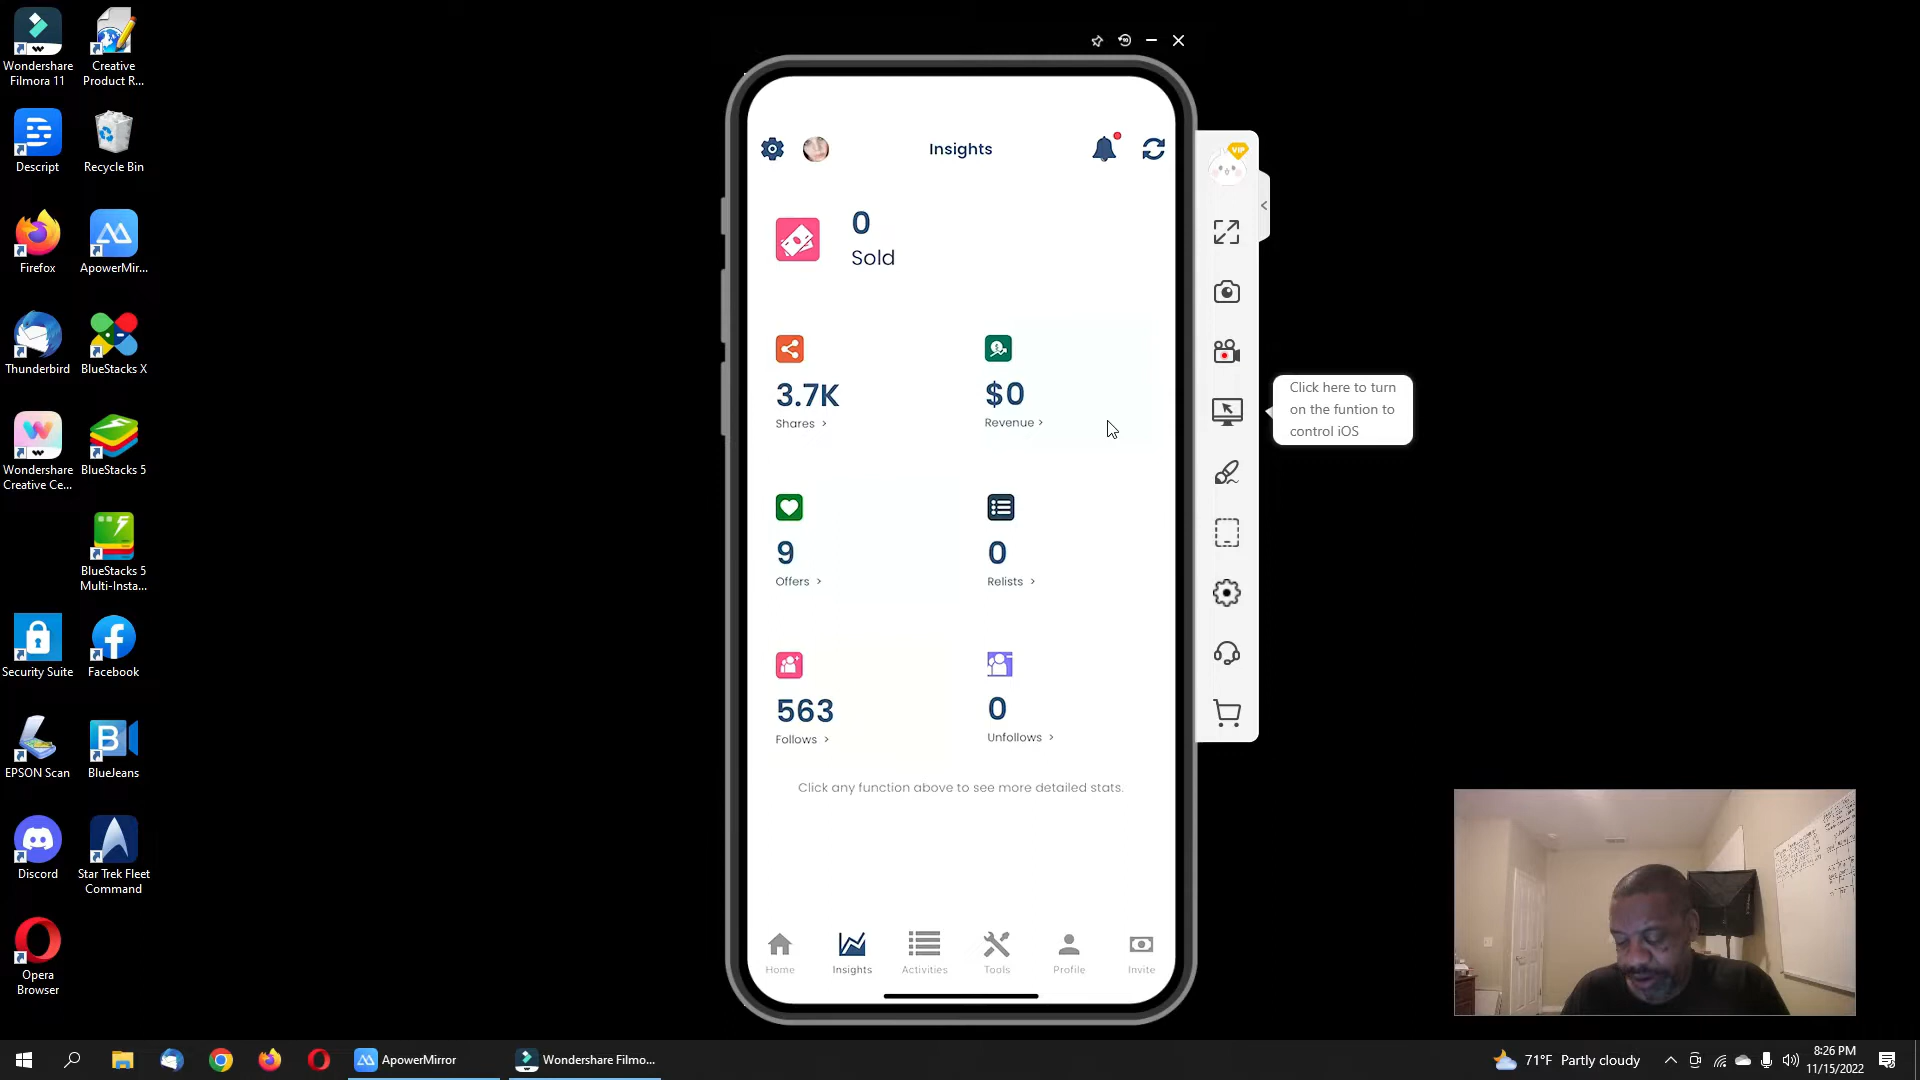 Wondershare
Filmora 11
Creative
Product R...
Descript
Recycle Bin
Firefox
ApowerMir...
Thunderbird
BlueStacks X
Wondershare
Creative Ce...
BlueStacks 5
BlueStacks 5
Multi-Insta...
Security Suite
Facebook
EPSON Scan
BlueJeans
Discord
Star Trek Fleet
Command
Opera
Browser
Insights
0
Sold
3.7K
Shares >
$0
Revenue >
9
Offers >
0
Relists >
563
Follows >
0
Unfollows >
Click any function above to see more detailed stats.
Home
Insights
Activities
Tools
Profile
Invite
VIP
Click here to turn
on the funtion to
control iOS
ApowerMirror
Wondershare Filmo...
71°F Partly cloudy
8:26 PM
11/15/2022